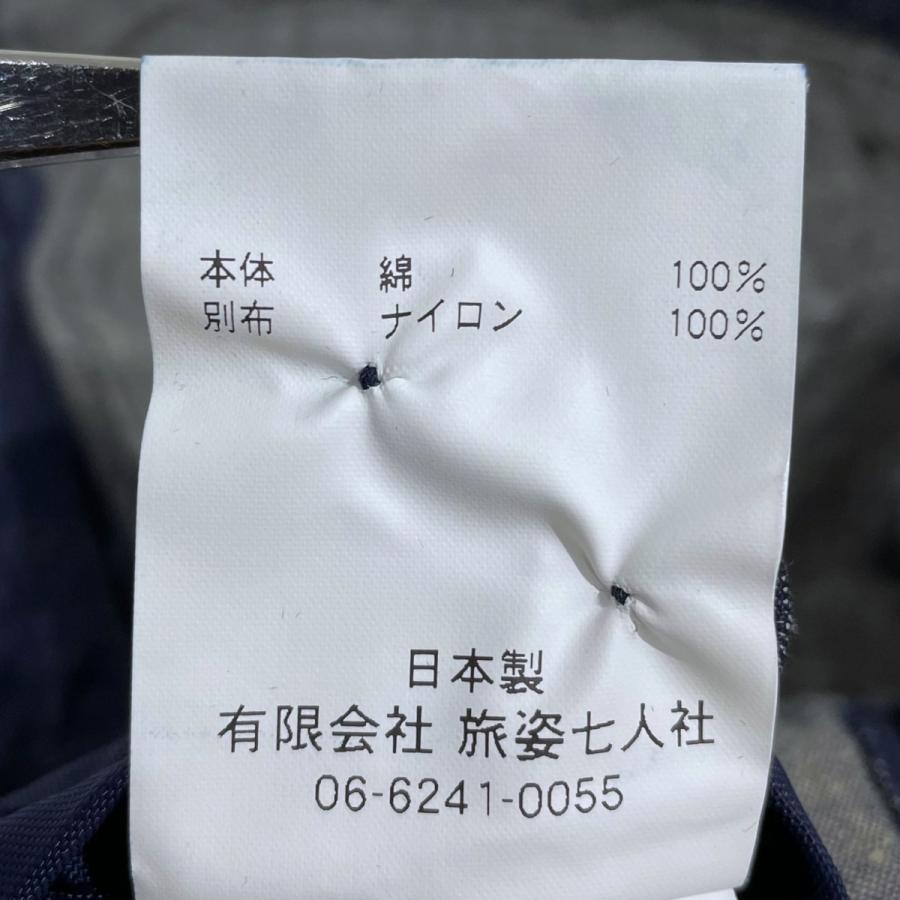 本体 綿 100%
別布 ナイロン 100%
日本製
有限会社 旅姿七人社
06-6241-0055